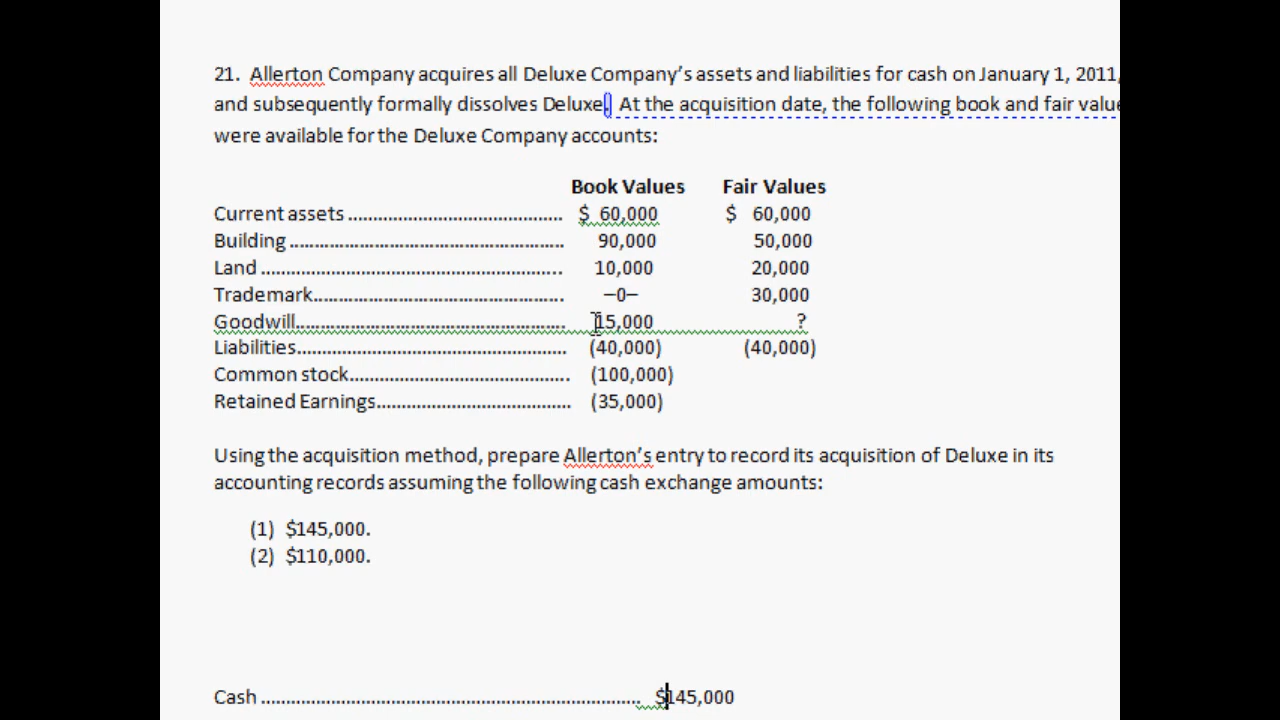 21. Allerton Company acquires all Deluxe Company's assets and liabilities for cash on January 1, 2011,
and subsequently formally dissolves Deluxe. At the acquisition date, the following book and fair value
were available for the Deluxe Company accounts:
Book Values Fair Values
Current assets ........................................... $ 60,000 $ 60,000
Building ...................................................... 90,000 50,000
Land ............................................................ 10,000 20,000
Trademark.................................................. –0– 30,000
Goodwill...................................................... 15,000 ?
Liabilities...................................................... (40,000) (40,000)
Common stock............................................ (100,000)
Retained Earnings....................................... (35,000)
Using the acquisition method, prepare Allerton's entry to record its acquisition of Deluxe in its
accounting records assuming the following cash exchange amounts:
(1) $145,000.
(2) $110,000.
Cash ........................................................................... $145,000